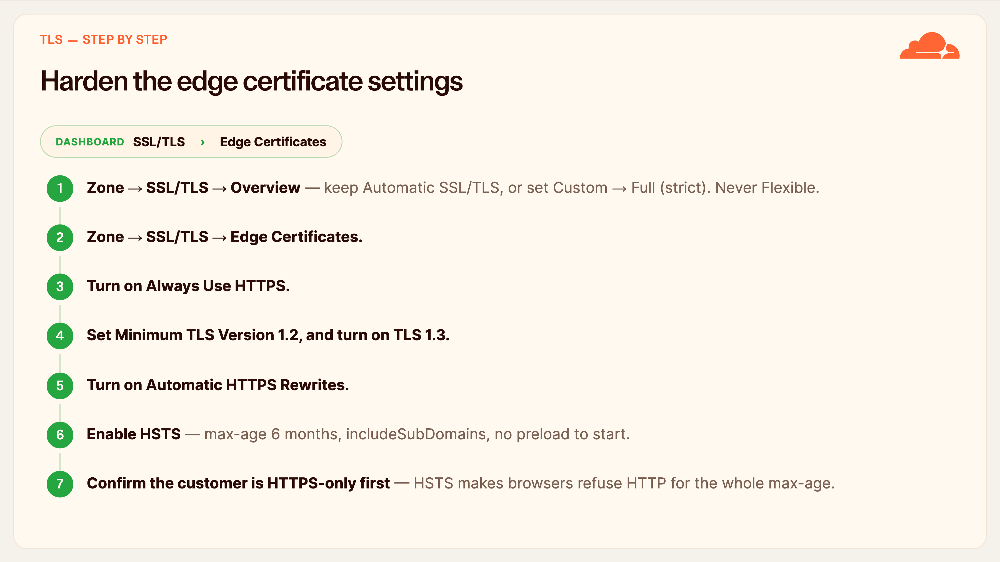 TLS — STEP BY STEP
Harden the edge certificate settings
DASHBOARD SSL/TLS › Edge Certificates
1 Zone → SSL/TLS → Overview — keep Automatic SSL/TLS, or set Custom → Full (strict). Never Flexible.
2 Zone → SSL/TLS → Edge Certificates.
3 Turn on Always Use HTTPS.
4 Set Minimum TLS Version 1.2, and turn on TLS 1.3.
5 Turn on Automatic HTTPS Rewrites.
6 Enable HSTS — max-age 6 months, includeSubDomains, no preload to start.
7 Confirm the customer is HTTPS-only first — HSTS makes browsers refuse HTTP for the whole max-age.